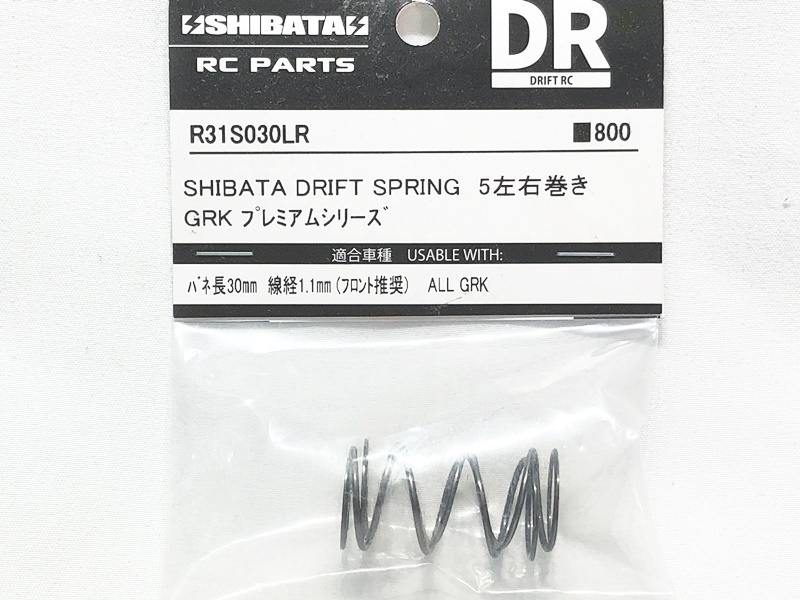 SHIBATA
RC PARTS
DR
DRIFT RC
R31S030LR ■800
SHIBATA DRIFT SPRING 5左右巻き
GRK プレミアムシリーズ
適合車種 USABLE WITH:
バネ長30mm 線経1.1mm(フロント推奨) ALL GRK